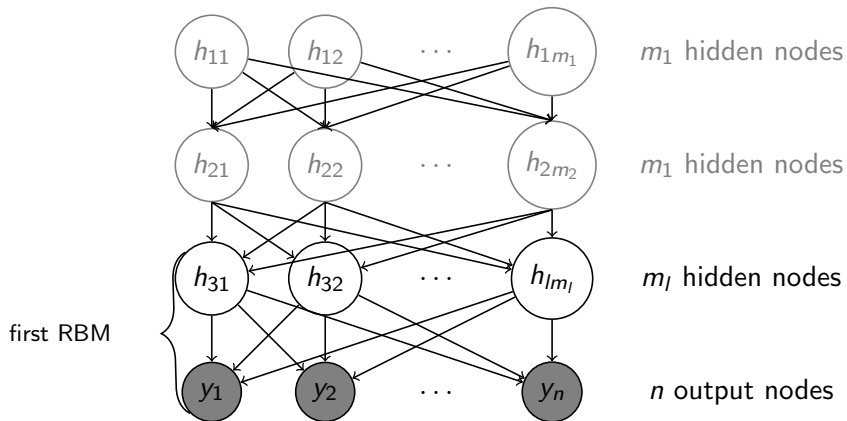 h₁₁ h₁₂ ··· h₁ₘ₁ m₁ hidden nodes
h₂₁ h₂₂ ··· h₂ₘ₂ m₁ hidden nodes
h₃₁ h₃₂ ··· hₗₘₗ mₗ hidden nodes
first RBM
y₁ y₂ ··· yₙ n output nodes